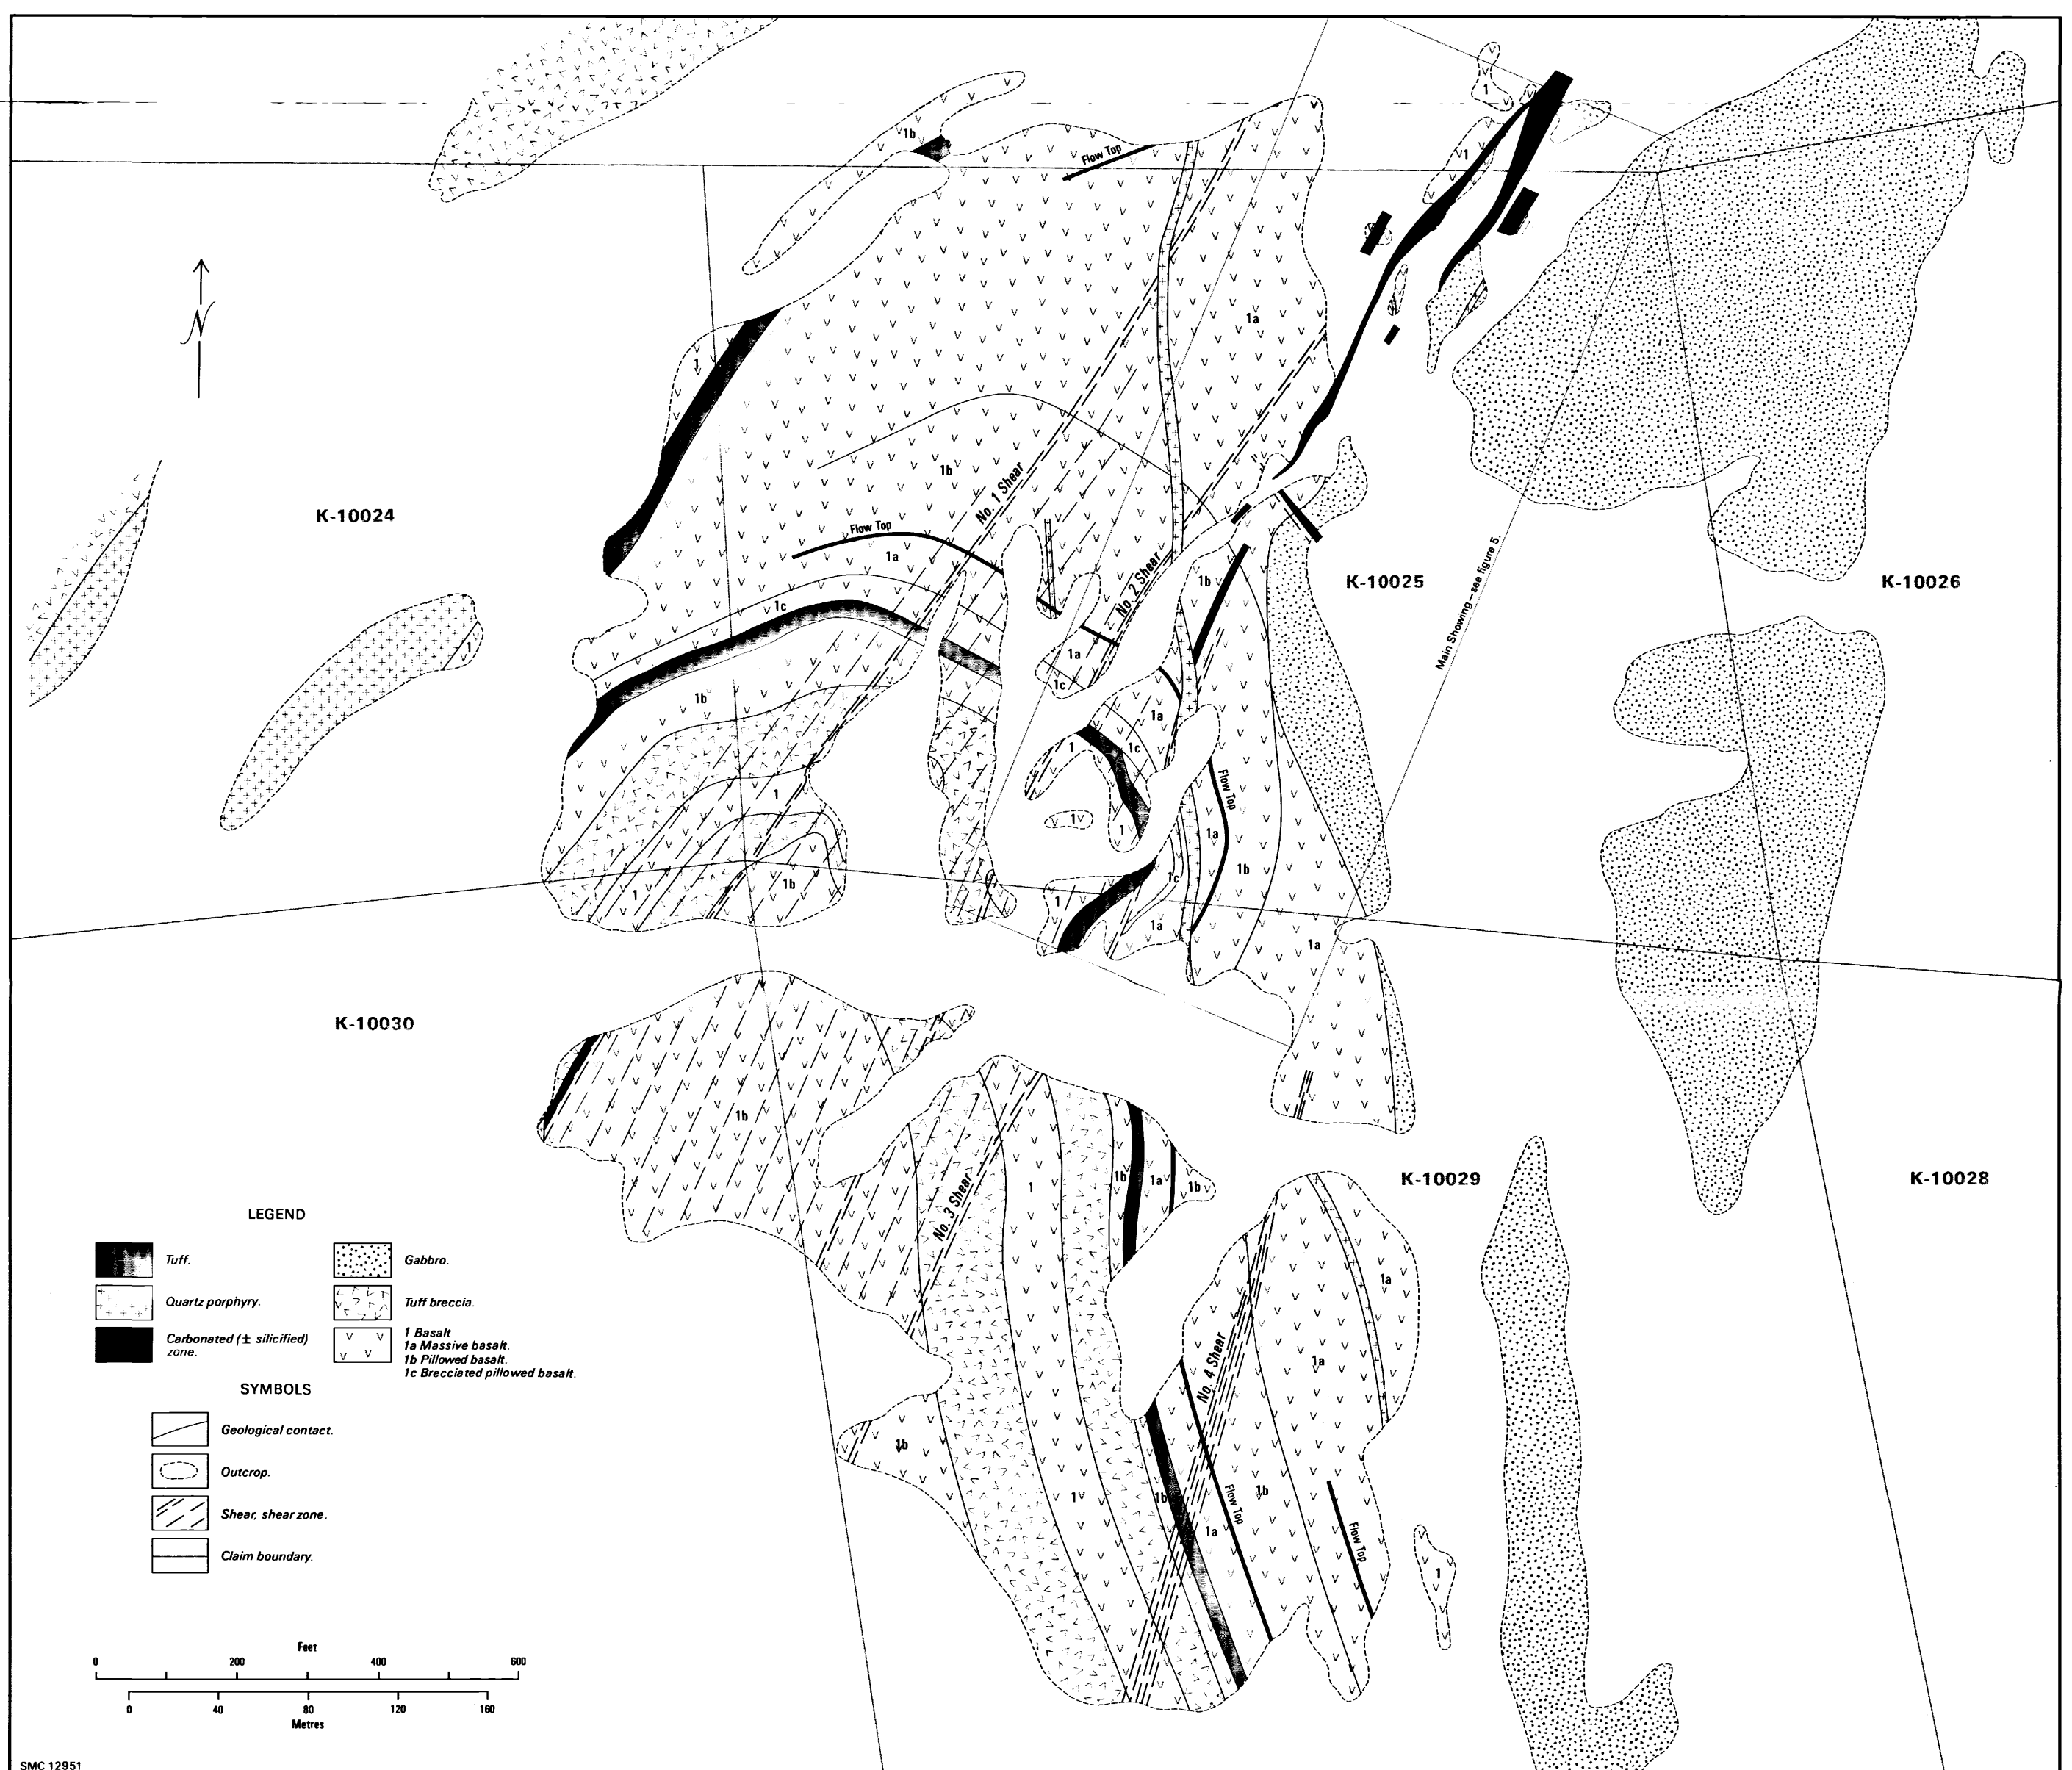 1
1b
Flow Top
1
1a
1
1b
No. 1 Shear
K-10024
Flow Top
1a
No. 2 Shear
1b
K-10025
K-10026
Main Showing – see figure 5.
1c
1
1a
1c
1b
1a
1
1c
Flow Top
1
1
1
1a
1b
1
1b
1
1c
1a
1a
K-10030
1b
K-10029
K-10028
1b
1a
1b
1
No. 3 Shear
1a
No. 4 Shear
1a
1b
1
1b
1b
1a
Flow Top
Flow Top
1
LEGEND
Tuff.
Gabbro.
Quartz porphyry.
Tuff breccia.
Carbonated (± silicified)
zone.
1 Basalt
1a Massive basalt.
1b Pillowed basalt.
1c Brecciated pillowed basalt.
SYMBOLS
Geological contact.
Outcrop.
Shear, shear zone.
Claim boundary.
Feet
0 200 400 600
0 40 80 120 160
Metres
N
SMC 12951